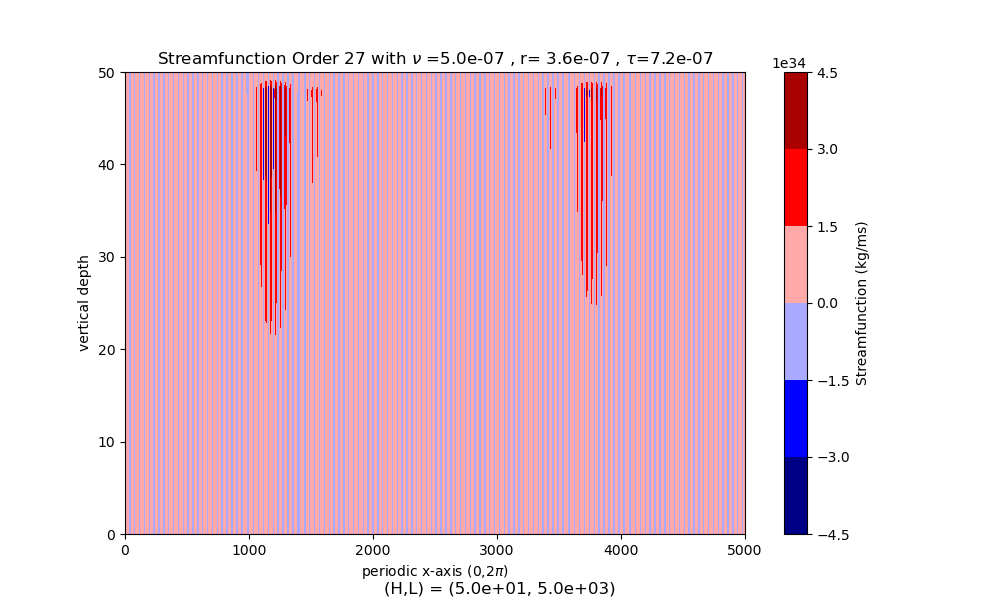 Streamfunction Order 27 with ν =5.0e-07 , r= 3.6e-07 , τ=7.2e-07
1e34
50
40
30
20
10
0
vertical depth
0 1000 2000 3000 4000 5000
periodic x-axis (0,2π)
(H,L) = (5.0e+01, 5.0e+03)
4.5
3.0
1.5
0.0
−1.5
−3.0
−4.5
Streamfunction (kg/ms)